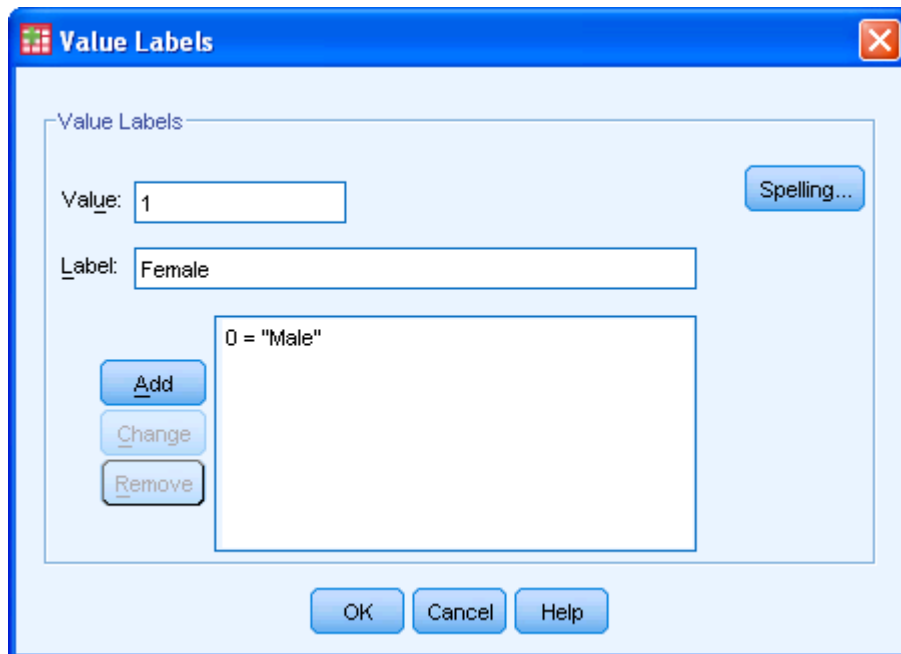 Value Labels
Value Labels
Value: 1
Spelling...
Label: Female
0 = "Male"
Add
Change
Remove
OK Cancel Help